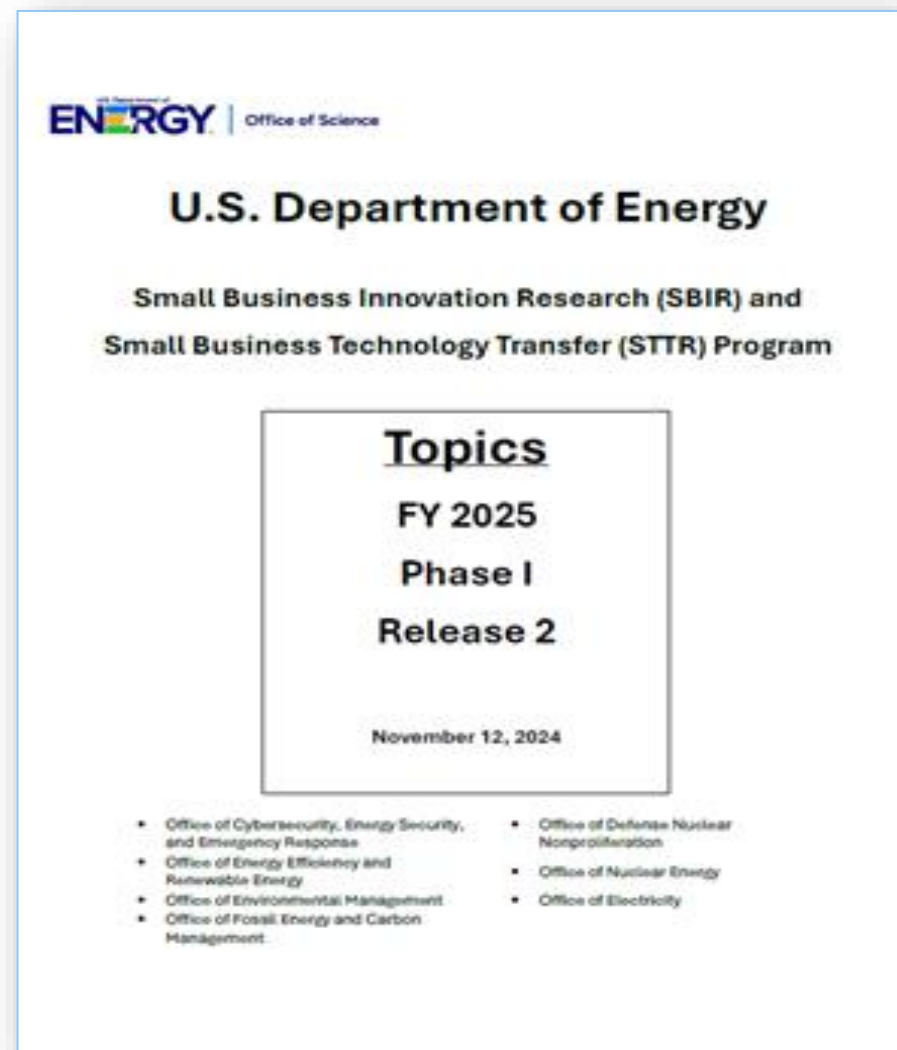 U.S. Department of
ENERGY
Office of Science
U.S. Department of Energy
Small Business Innovation Research (SBIR) and
Small Business Technology Transfer (STTR) Program
Topics
FY 2025
Phase I
Release 2
November 12, 2024
• Office of Cybersecurity, Energy Security,
and Emergency Response
• Office of Energy Efficiency and
Renewable Energy
• Office of Environmental Management
• Office of Fossil Energy and Carbon
Management
• Office of Defense Nuclear
Nonproliferation
• Office of Nuclear Energy
• Office of Electricity